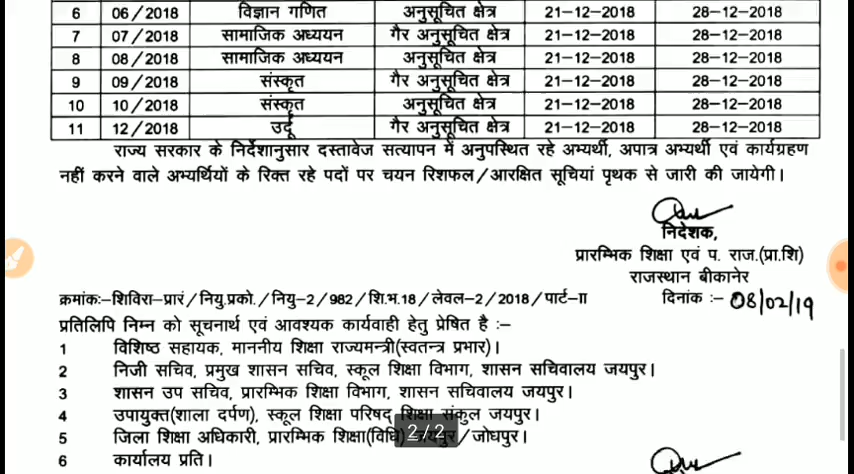 6 06/2018 विज्ञान गणित अनुसूचित क्षेत्र 21-12-2018 28-12-2018
7 07/2018 सामाजिक अध्ययन गैर अनुसूचित क्षेत्र 21-12-2018 28-12-2018
8 08/2018 सामाजिक अध्ययन अनुसूचित क्षेत्र 21-12-2018 28-12-2018
9 09/2018 संस्कृत गैर अनुसूचित क्षेत्र 21-12-2018 28-12-2018
10 10/2018 संस्कृत अनुसूचित क्षेत्र 21-12-2018 28-12-2018
11 12/2018 उर्दू गैर अनुसूचित क्षेत्र 21-12-2018 28-12-2018
राज्य सरकार के निर्देशानुसार दस्तावेज सत्यापन में अनुपस्थित रहे अभ्यर्थी, अपात्र अभ्यर्थी एवं कार्यग्रहण
नहीं करने वाले अभ्यर्थियों के रिक्त रहे पदों पर चयन रिशफल/आरक्षित सूचियां पृथक से जारी की जायेगी।
निदेशक,
प्रारम्भिक शिक्षा एवं प. राज.(प्रा.शि)
राजस्थान बीकानेर
क्रमांक:-शिविरा-प्रारं/नियु.प्रको./नियु-2/982/शि.भ.18/लेवल-2/2018/पार्ट-II दिनांक :- 08/02/19
प्रतिलिपि निम्न को सूचनार्थ एवं आवश्यक कार्यवाही हेतु प्रेषित है :-
1 विशिष्ठ सहायक, माननीय शिक्षा राज्यमन्त्री(स्वतन्त्र प्रभार)।
2 निजी सचिव, प्रमुख शासन सचिव, स्कूल शिक्षा विभाग, शासन सचिवालय जयपुर।
3 शासन उप सचिव, प्रारम्भिक शिक्षा विभाग, शासन सचिवालय जयपुर।
4 उपायुक्त(शाला दर्पण), स्कूल शिक्षा परिषद् शिक्षा संकुल जयपुर।
5 जिला शिक्षा अधिकारी, प्रारम्भिक शिक्षा(विधि) जयपुर/जोधपुर।
2/2
6 कार्यालय प्रति।